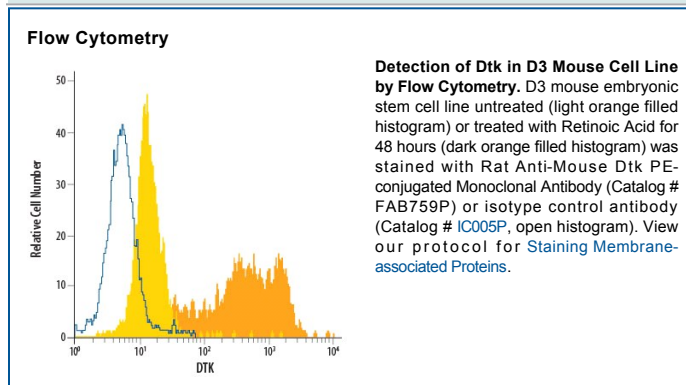 Flow Cytometry
50
40
30
20
10
0
Relative Cell Number
10⁰ 10¹ 10² 10³ 10⁴
DTK
Detection of Dtk in D3 Mouse Cell Line
by Flow Cytometry. D3 mouse embryonic
stem cell line untreated (light orange filled
histogram) or treated with Retinoic Acid for
48 hours (dark orange filled histogram) was
stained with Rat Anti-Mouse Dtk PE-
conjugated Monoclonal Antibody (Catalog #
FAB759P) or isotype control antibody
(Catalog # IC005P, open histogram). View
our protocol for Staining Membrane-
associated Proteins.